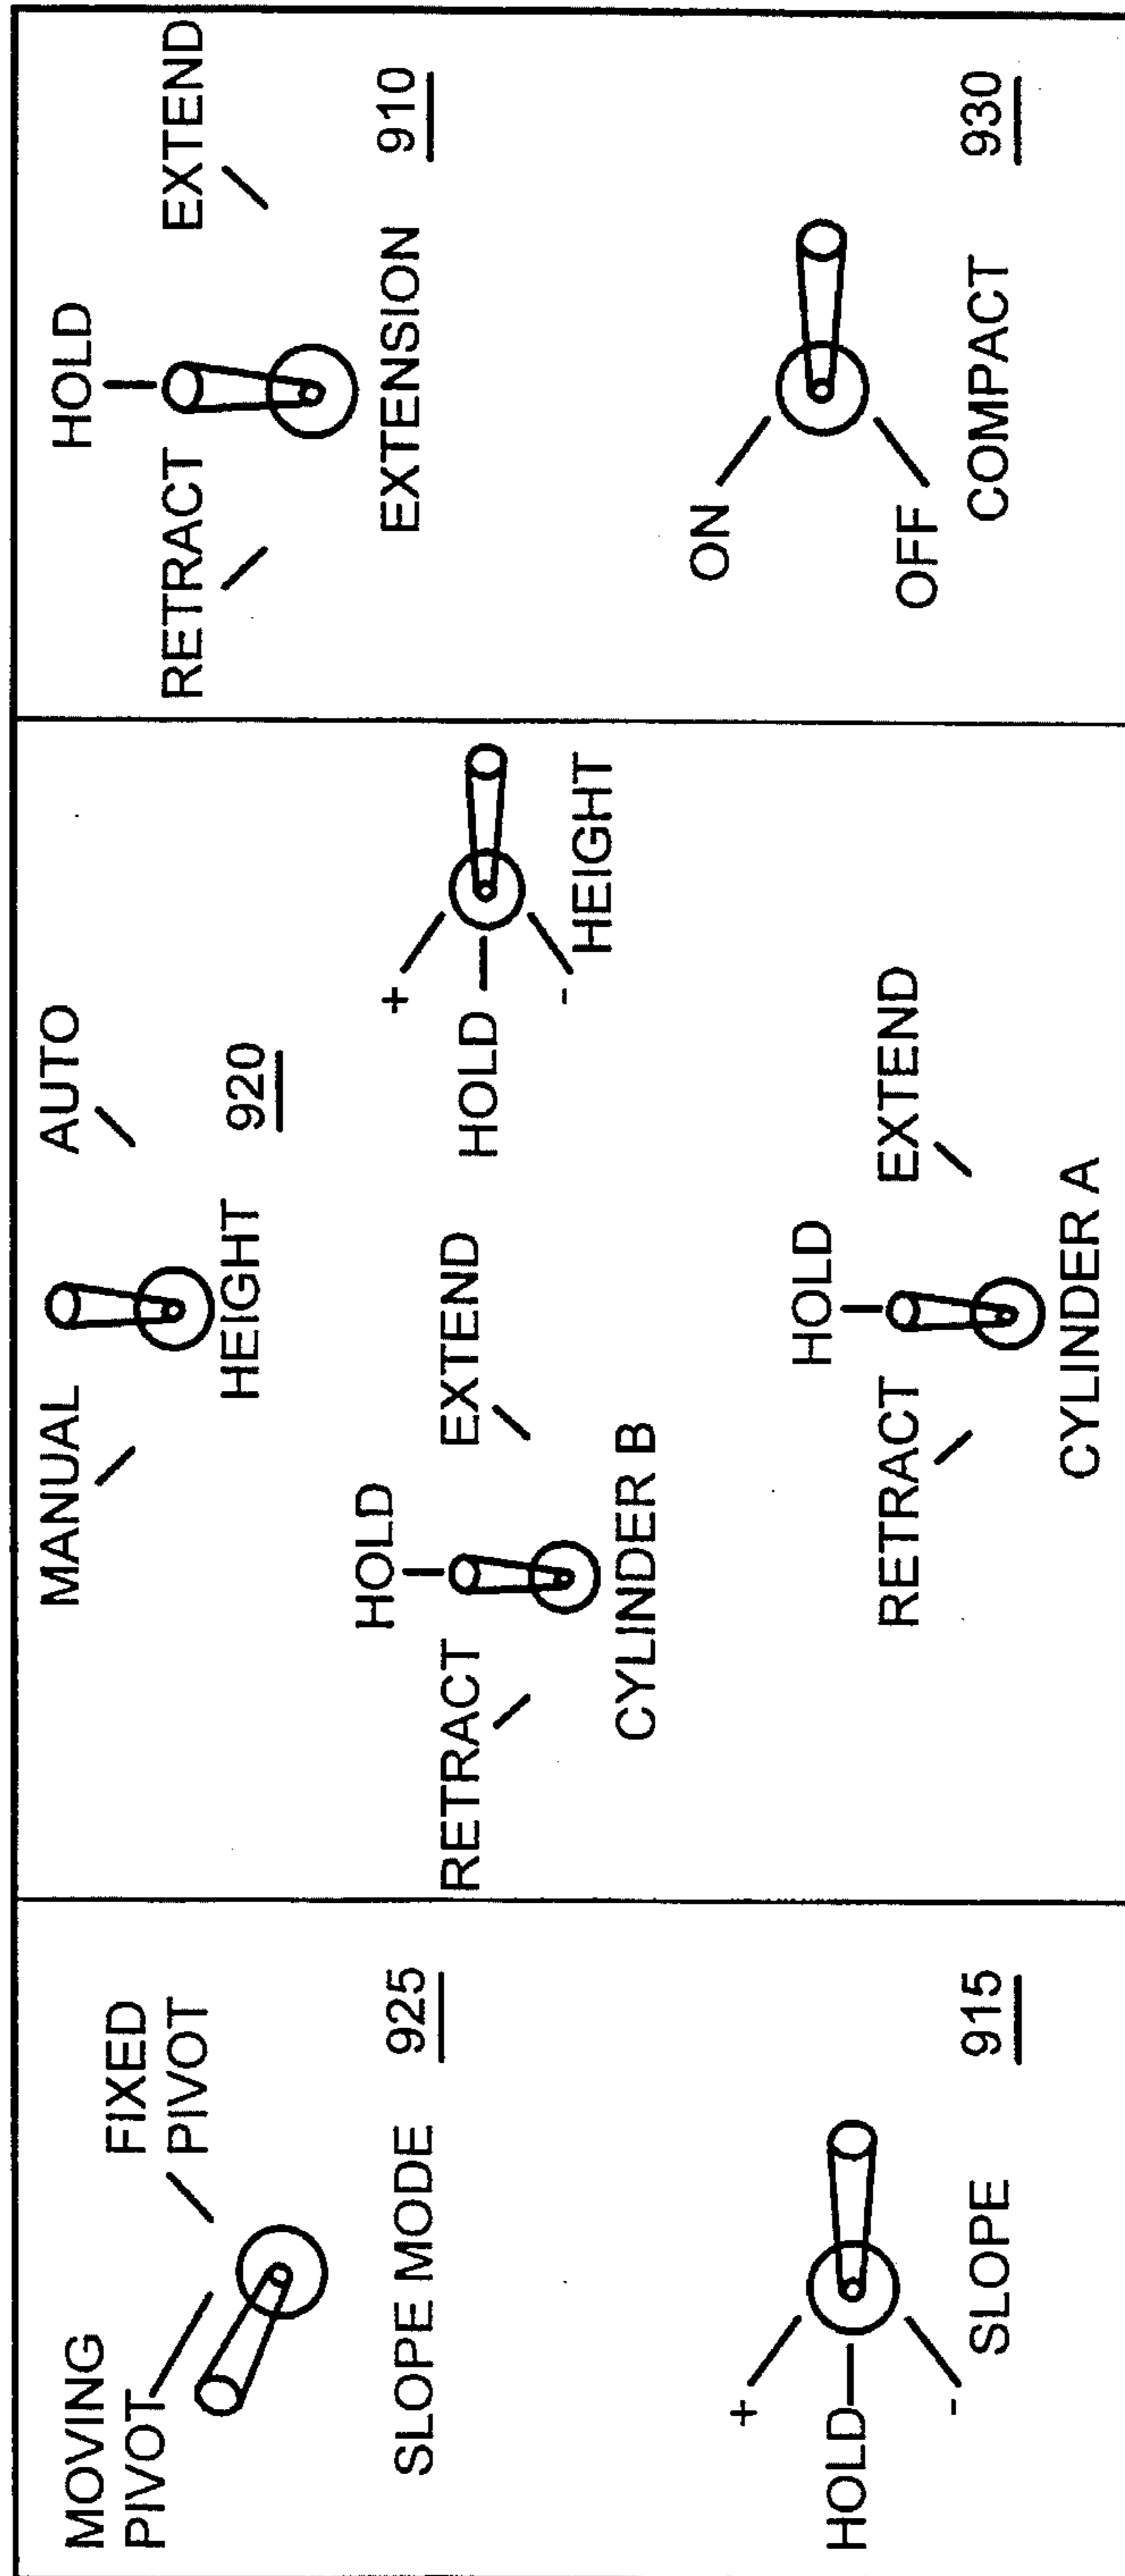 MOVING
PIVOT
FIXED
PIVOT
SLOPE MODE
925
+
HOLD
-
SLOPE
915
MANUAL
AUTO
HEIGHT
920
HOLD
RETRACT
EXTEND
CYLINDER B
+
HOLD
-
HEIGHT
HOLD
RETRACT
EXTEND
CYLINDER A
HOLD
RETRACT
EXTEND
EXTENSION
910
ON
OFF
COMPACT
930